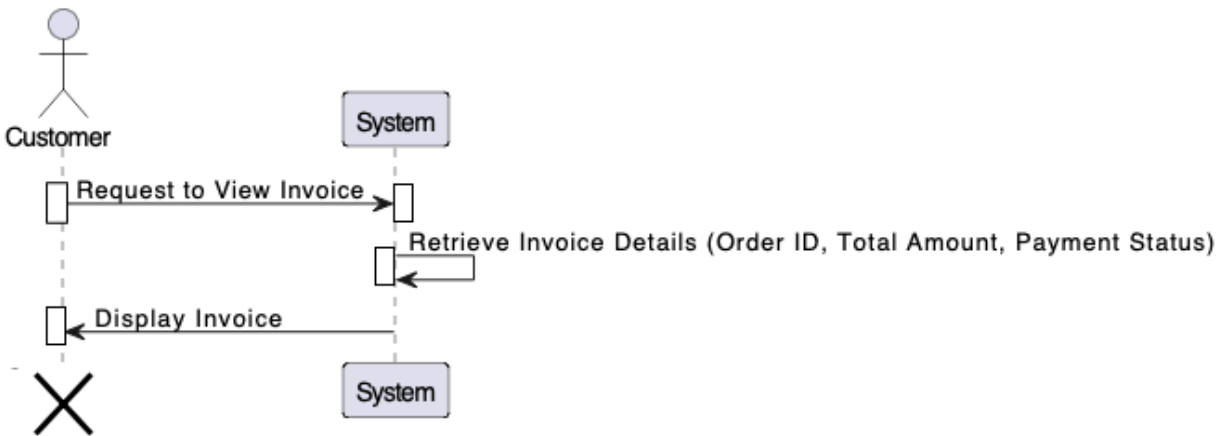 Customer
System
Request to View Invoice
Retrieve Invoice Details (Order ID, Total Amount, Payment Status)
Display Invoice
System